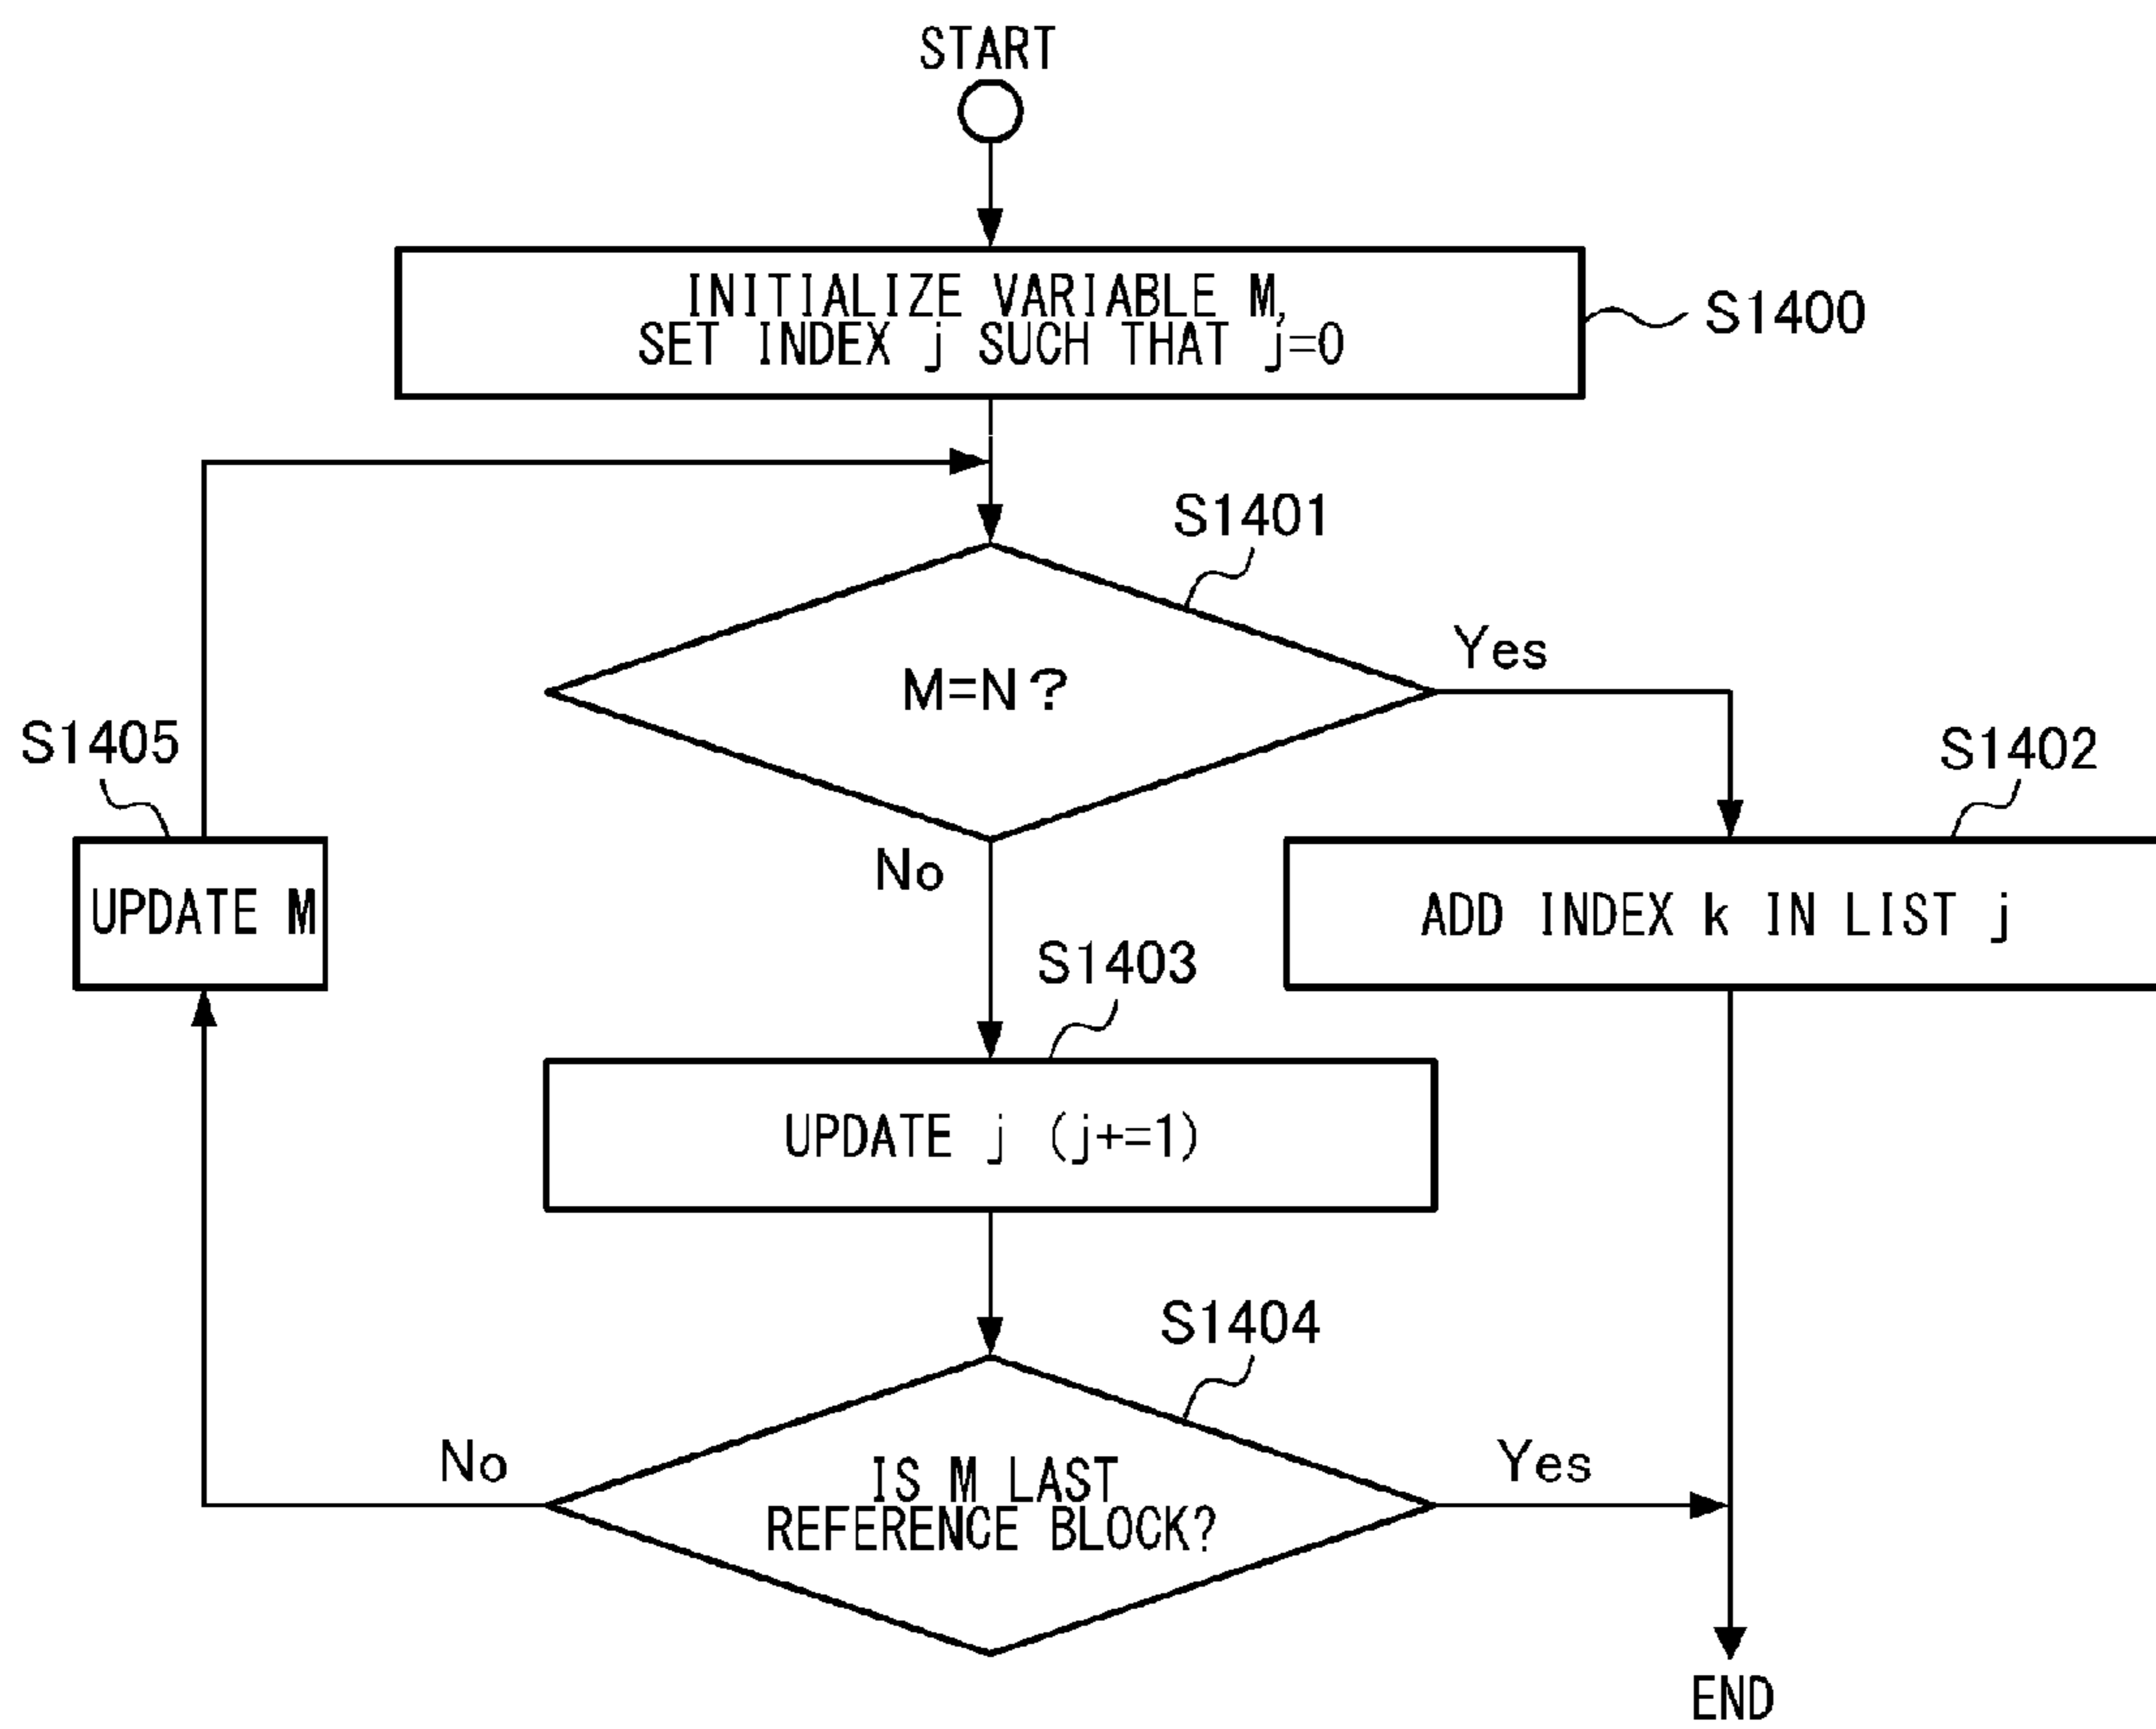 START
INITIALIZE VARIABLE M,
SET INDEX j SUCH THAT j=0
S1400
S1401
M=N?
Yes
No
S1405
UPDATE M
S1402
ADD INDEX k IN LIST j
S1403
UPDATE j (j+=1)
S1404
IS M LAST
REFERENCE BLOCK?
No
Yes
END